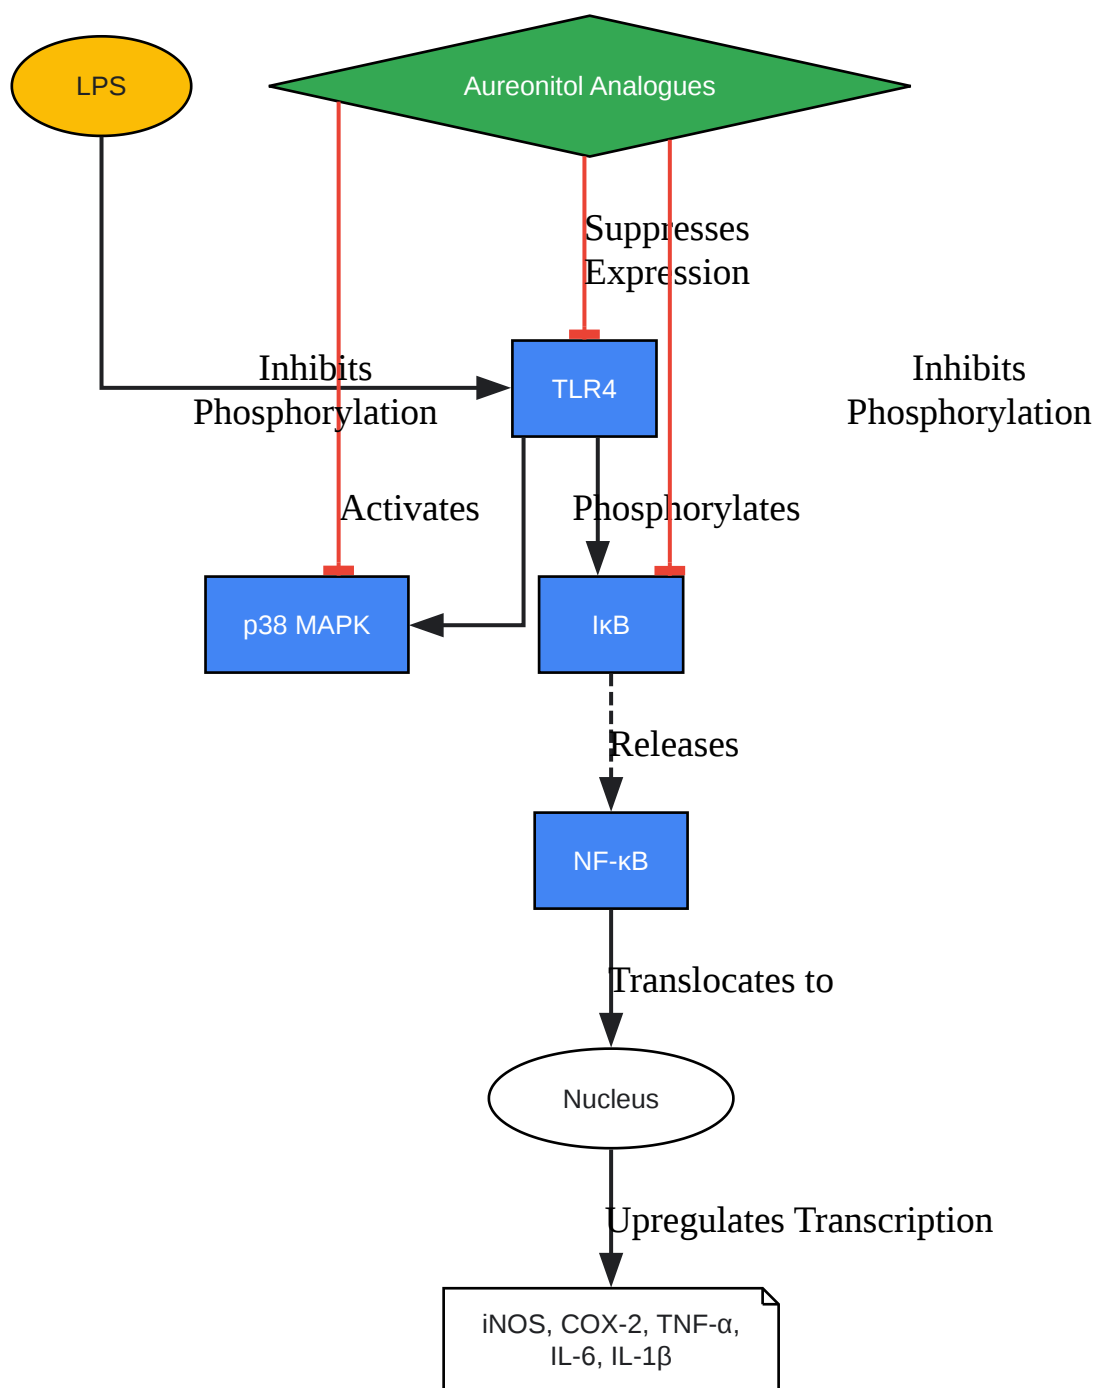 LPS
Aureonitol Analogues
Suppresses
Expression
Inhibits
Phosphorylation
TLR4
Inhibits
Phosphorylation
Activates
Phosphorylates
p38 MAPK
IκB
Releases
NF-κB
Translocates to
Nucleus
Upregulates Transcription
iNOS, COX-2, TNF-α,
IL-6, IL-1β